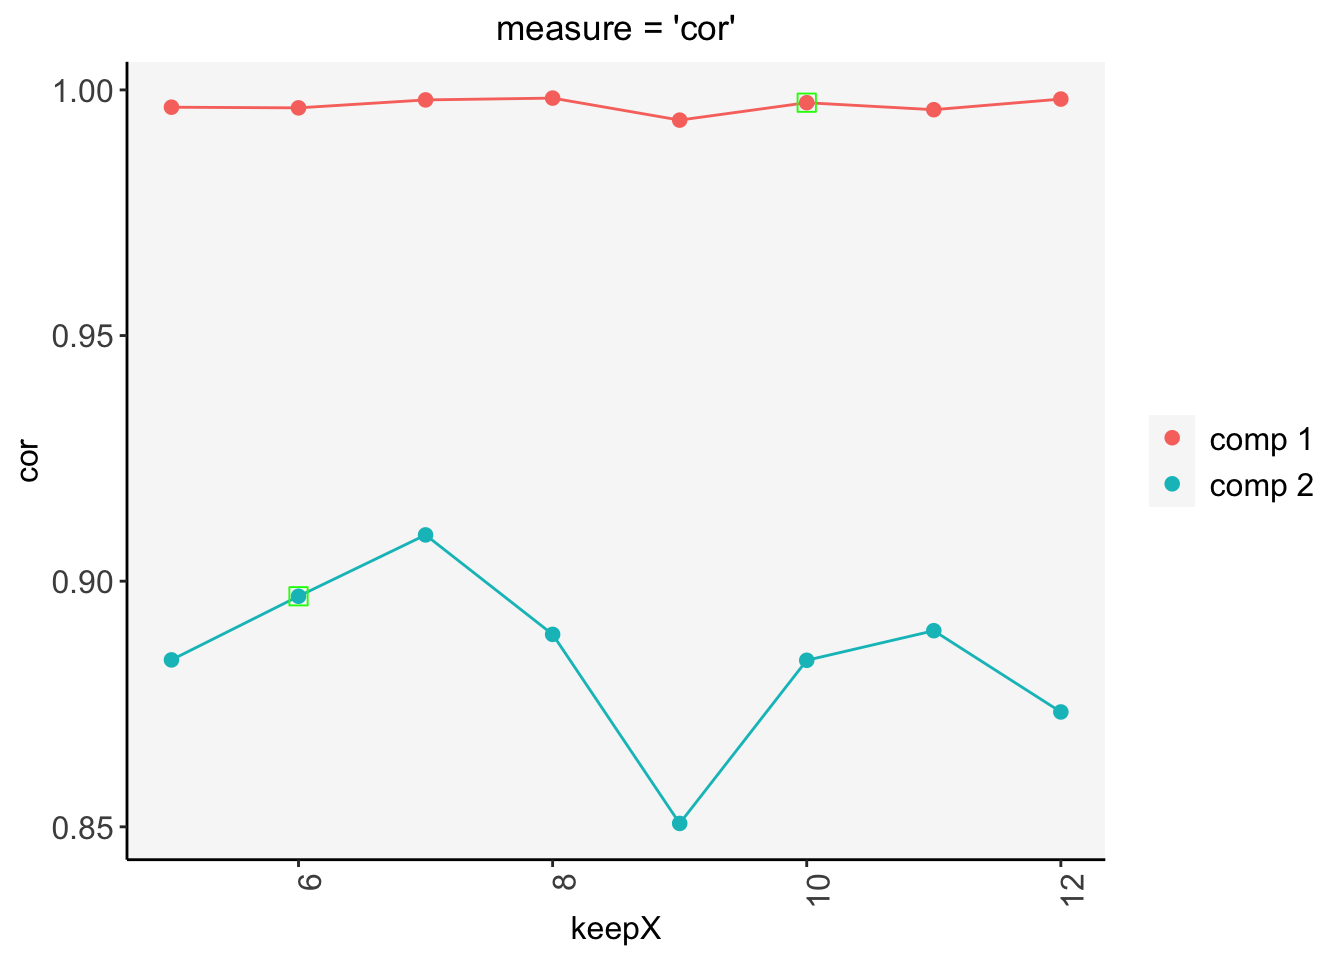 measure = 'cor'
1.00
0.95
0.90
0.85
cor
6
8
10
12
keepX
comp 1
comp 2